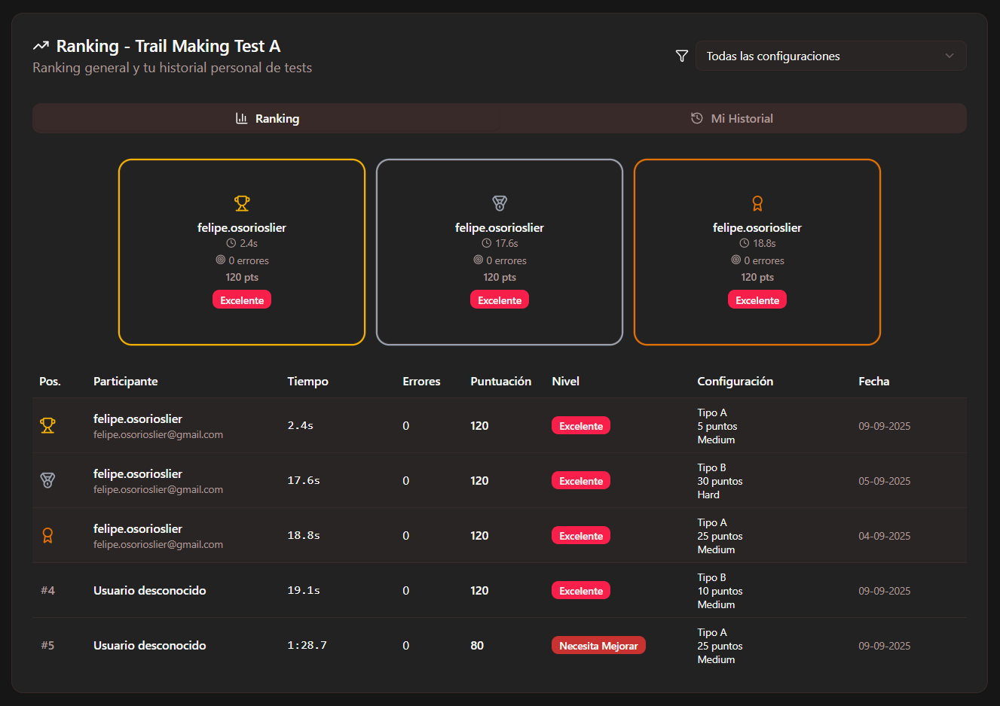 Ranking - Trail Making Test A
Ranking general y tu historial personal de tests
Todas las configuraciones
Ranking
Mi Historial
felipe.osorioslier
2.4s
0 errores
120 pts
Excelente
felipe.osorioslier
17.6s
0 errores
120 pts
Excelente
felipe.osorioslier
18.8s
0 errores
120 pts
Excelente
Pos. Participante Tiempo Errores Puntuación Nivel Configuración Fecha
felipe.osorioslier
felipe.osorioslier@gmail.com
2.4s 0 120 Excelente
Tipo A
5 puntos
Medium
09-09-2025
felipe.osorioslier
felipe.osorioslier@gmail.com
17.6s 0 120 Excelente
Tipo B
30 puntos
Hard
05-09-2025
felipe.osorioslier
felipe.osorioslier@gmail.com
18.8s 0 120 Excelente
Tipo A
25 puntos
Medium
04-09-2025
#4 Usuario desconocido 19.1s 0 120 Excelente
Tipo B
10 puntos
Medium
09-09-2025
#5 Usuario desconocido 1:28.7 0 80 Necesita Mejorar
Tipo A
25 puntos
Medium
09-09-2025